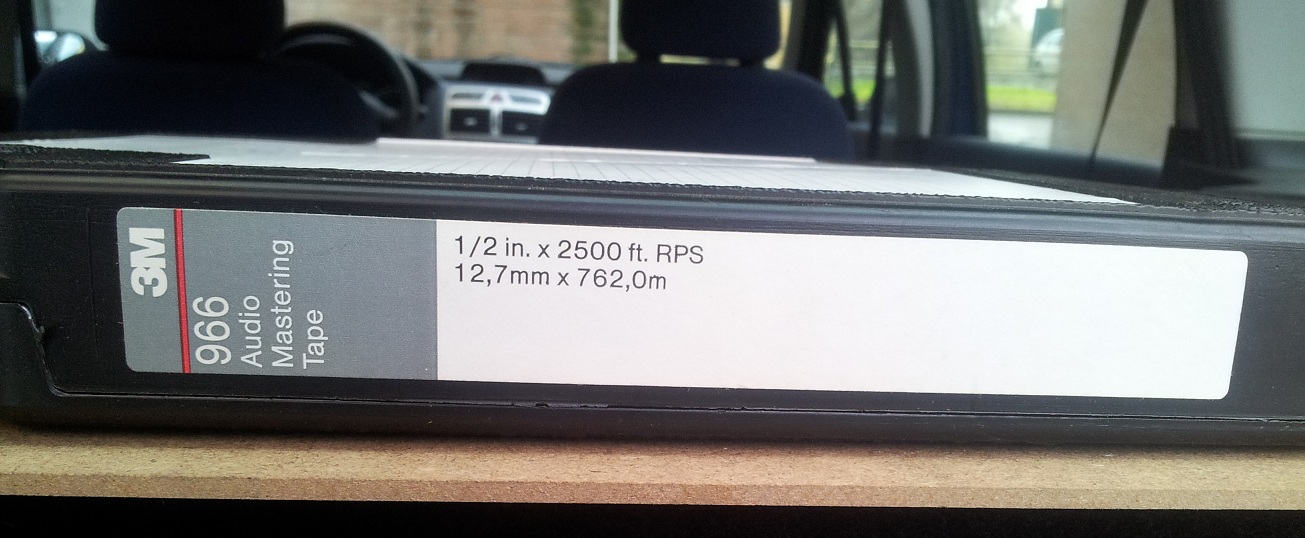 3M
966
Audio
Mastering
Tape
1/2 in. x 2500 ft. RPS
12,7mm x 762,0m